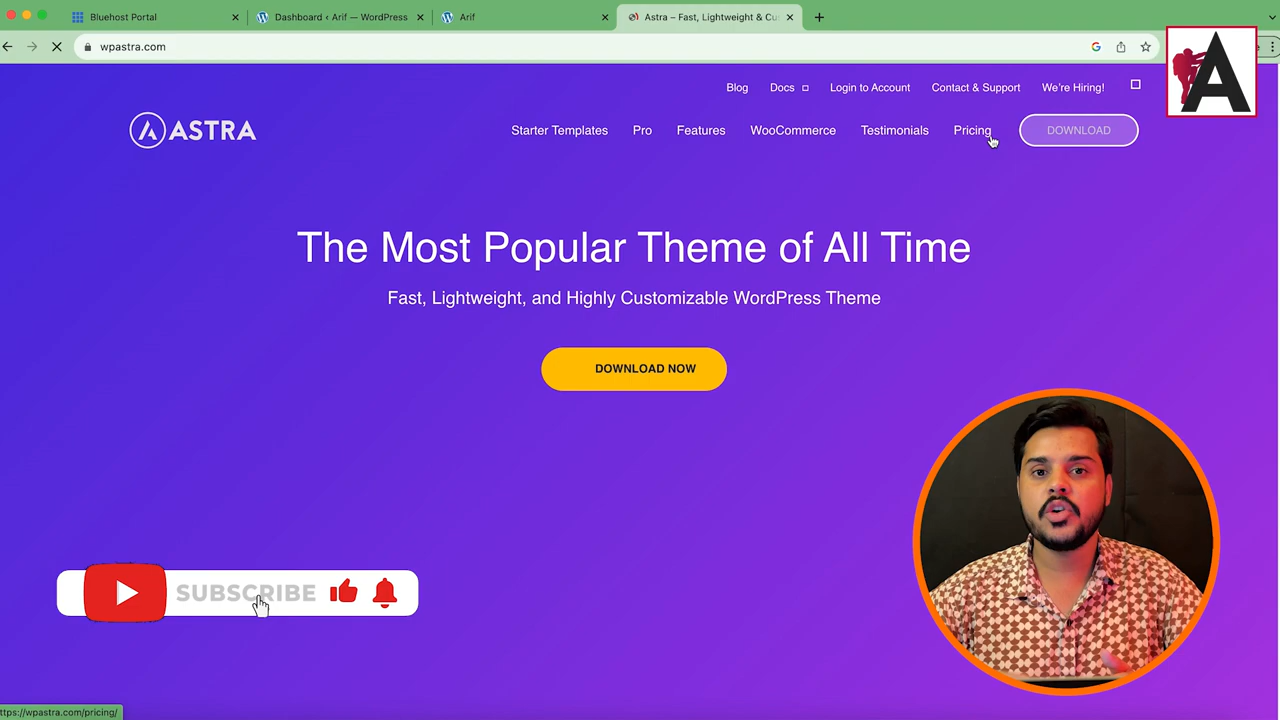 Bluehost Portal
Dashboard ‹ Arif — WordPress
Arif
Astra – Fast, Lightweight & Cu
wpastra.com
Blog
Docs
Login to Account
Contact & Support
We're Hiring!
A
ASTRA
Starter Templates
Pro
Features
WooCommerce
Testimonials
Pricing
DOWNLOAD
The Most Popular Theme of All Time
Fast, Lightweight, and Highly Customizable WordPress Theme
DOWNLOAD NOW
SUBSCRIBE
ttps://wpastra.com/pricing/